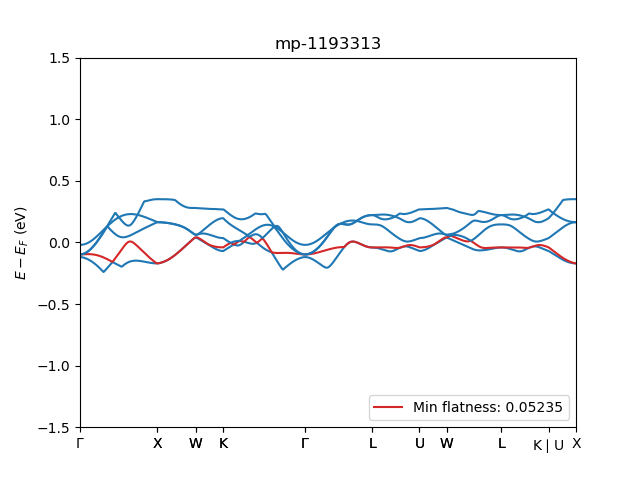 mp-1193313
1.5
1.0
0.5
0.0
−0.5
−1.0
−1.5
E − E_F (eV)
Min flatness: 0.05235
Γ X W K Γ L U W L K | U X